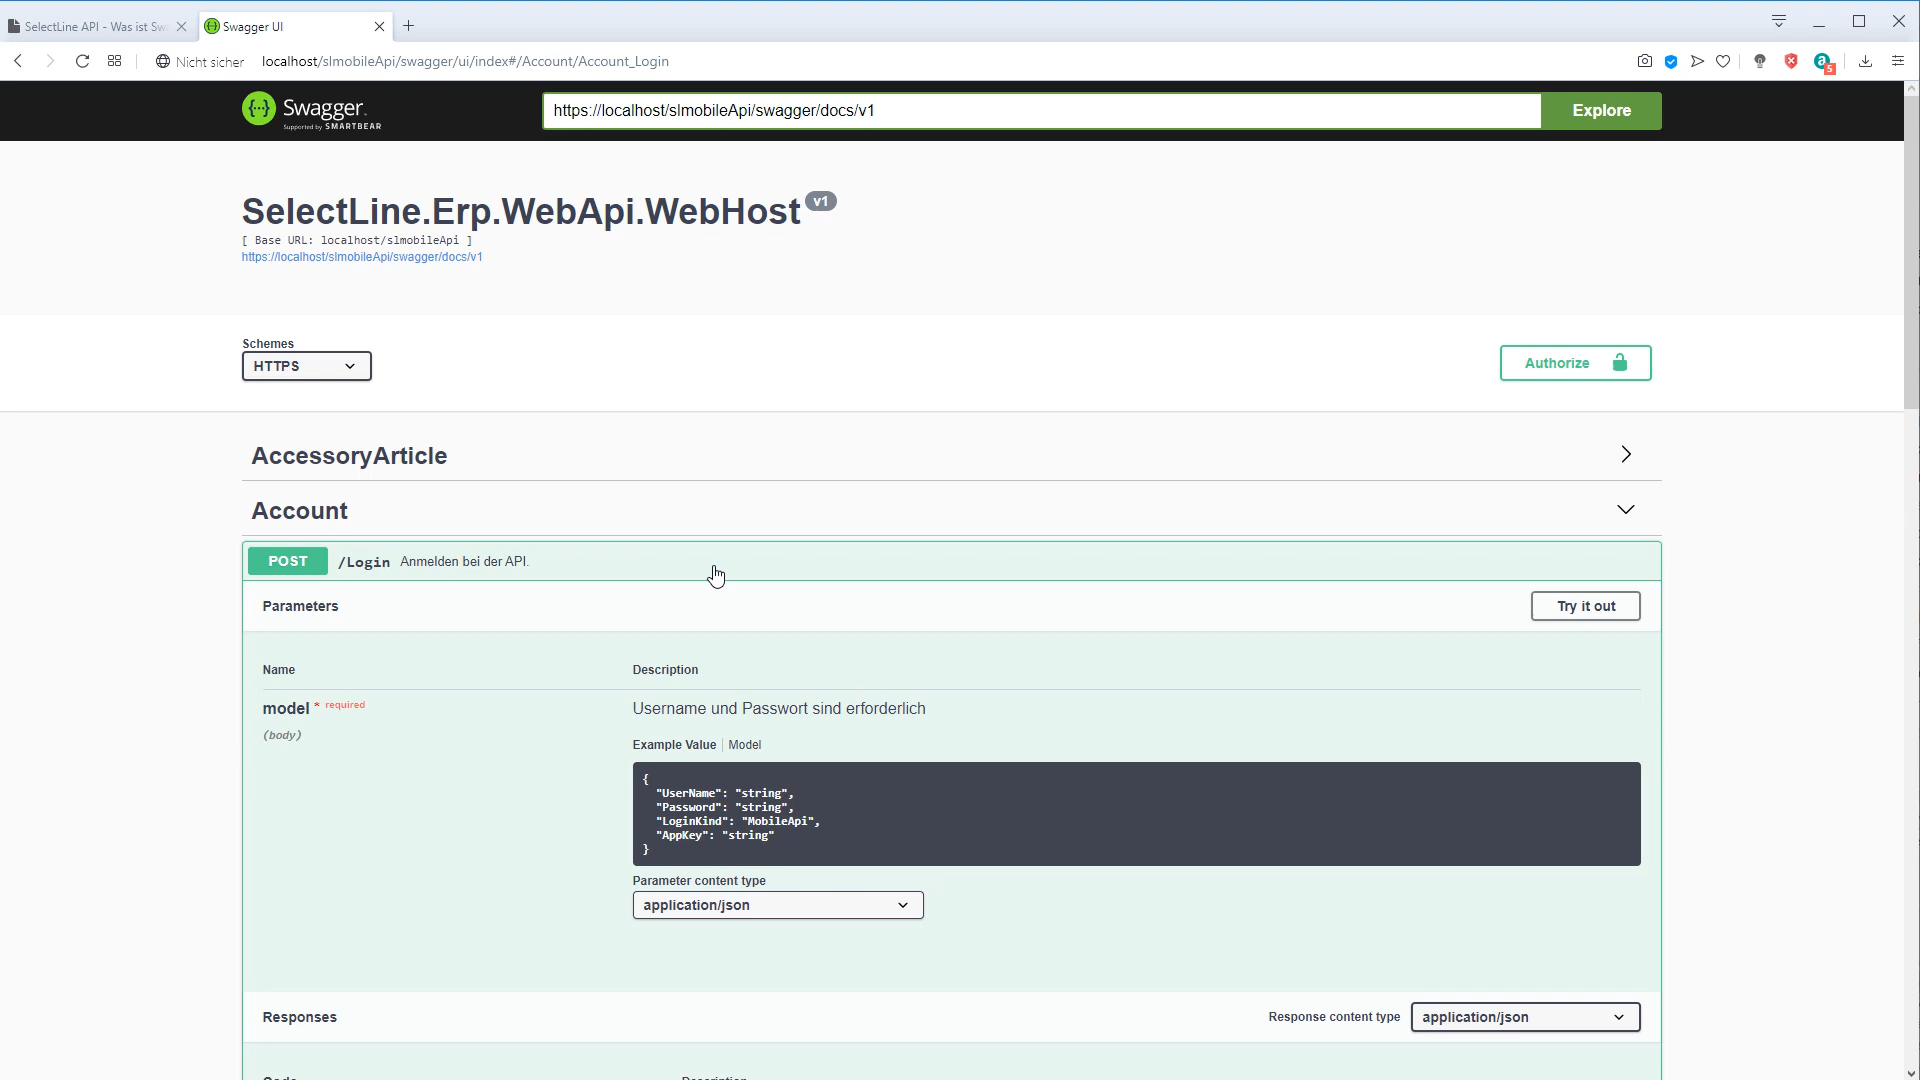 SelectLine API - Was ist Sw
Swagger UI
Nicht sicher
localhost/slmobileApi/swagger/ui/index#/Account/Account_Login
5
Swagger.
Supported by SMARTBEAR
https://localhost/slmobileApi/swagger/docs/v1
Explore
SelectLine.Erp.WebApi.WebHost v1
[ Base URL: localhost/slmobileApi ]
https://localhost/slmobileApi/swagger/docs/v1
Schemes
HTTPS
Authorize
AccessoryArticle
Account
POST /Login Anmelden bei der API.
Parameters
Try it out
Name Description
model * required
(body)
Username und Passwort sind erforderlich
Example Value | Model
{
"UserName": "string",
"Password": "string",
"LoginKind": "MobileApi",
"AppKey": "string"
}
Parameter content type
application/json
Responses
Response content type application/json
Code Description